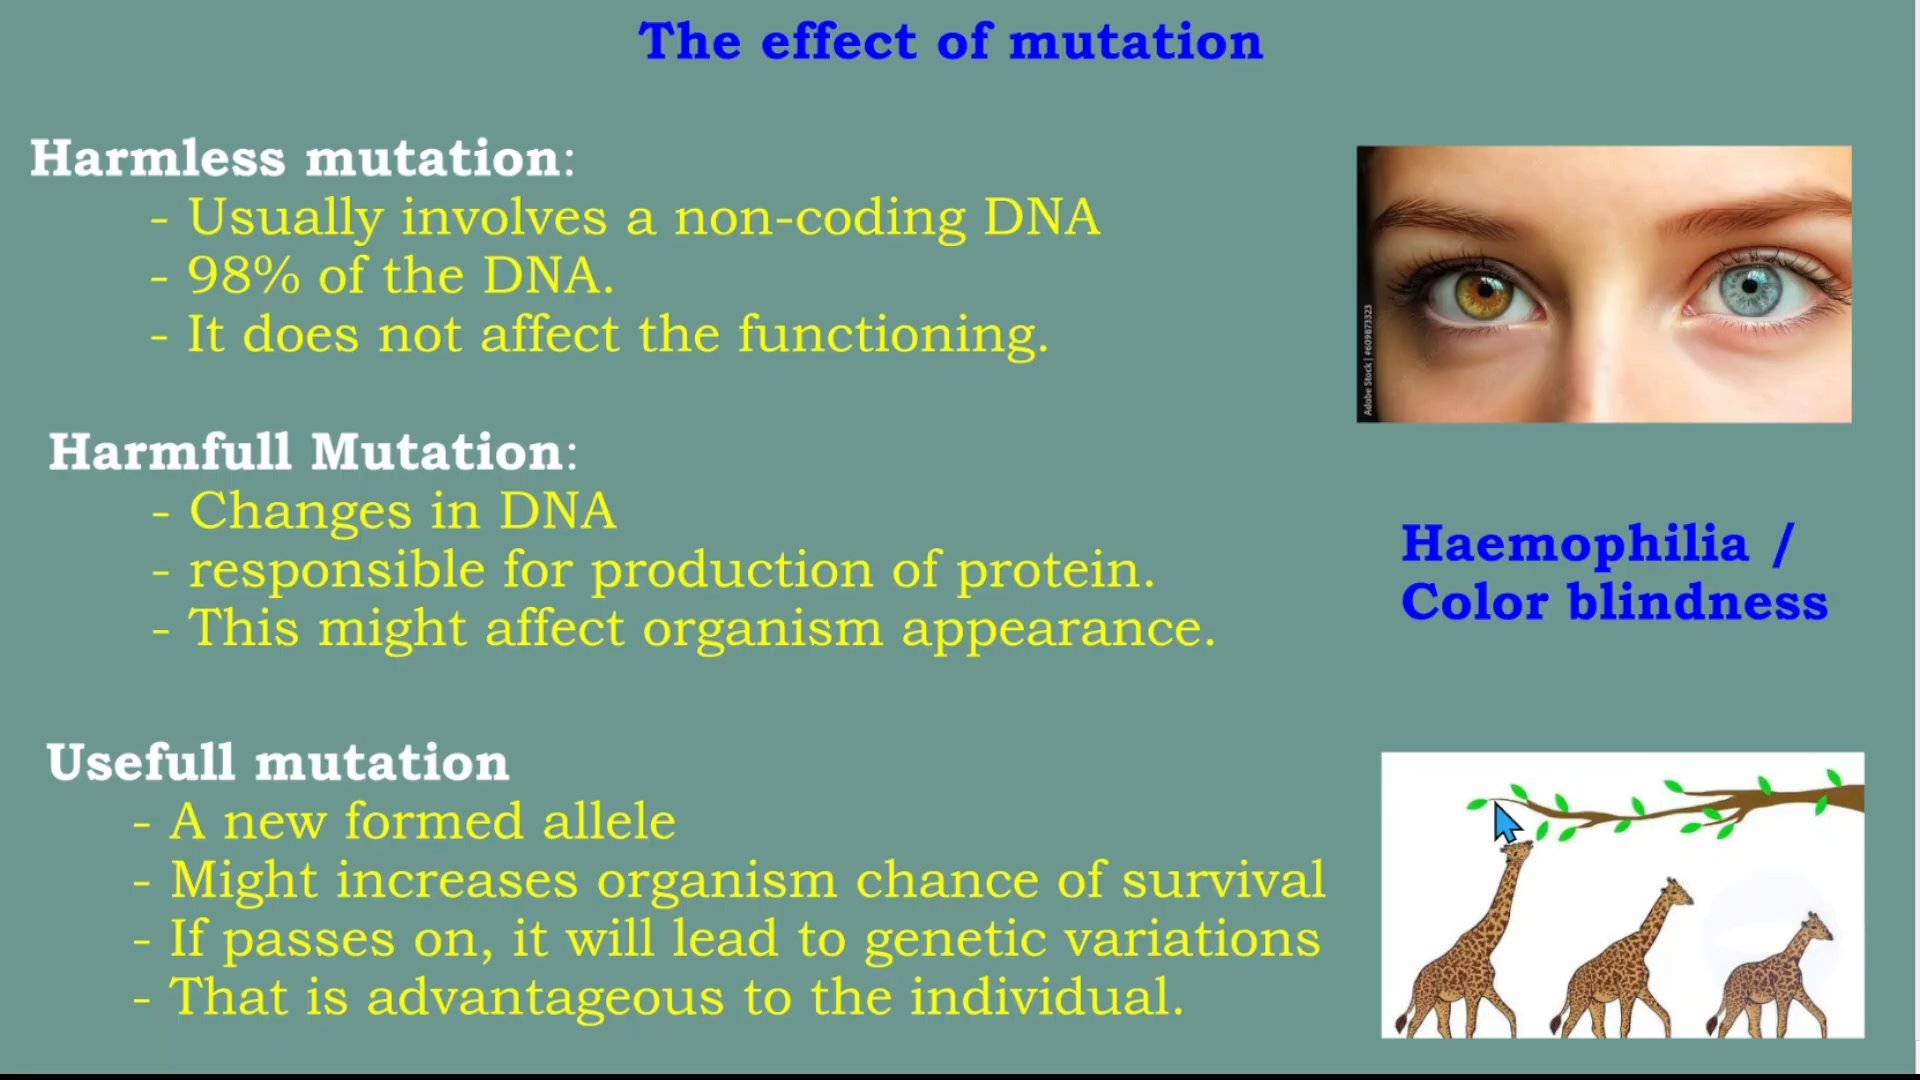 The effect of mutation
Harmless mutation:
- Usually involves a non-coding DNA
- 98% of the DNA.
- It does not affect the functioning.
Adobe Stock | #609873323
Harmfull Mutation:
- Changes in DNA
- responsible for production of protein.
- This might affect organism appearance.
Haemophilia /
Color blindness
Usefull mutation
- A new formed allele
- Might increases organism chance of survival
- If passes on, it will lead to genetic variations
- That is advantageous to the individual.